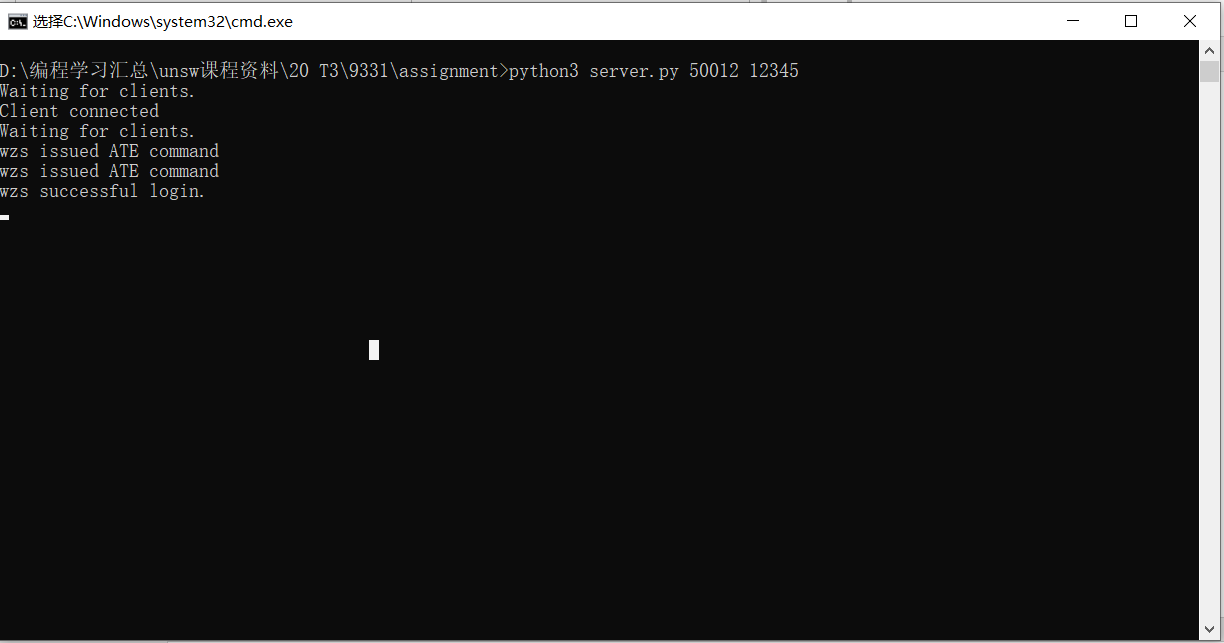 选择C:\Windows\system32\cmd.exe
D:\编程学习汇总\unsw课程资料\20 T3\9331\assignment>python3 server.py 50012 12345
Waiting for clients.
Client connected
Waiting for clients.
wzs issued ATE command
wzs issued ATE command
wzs successful login.